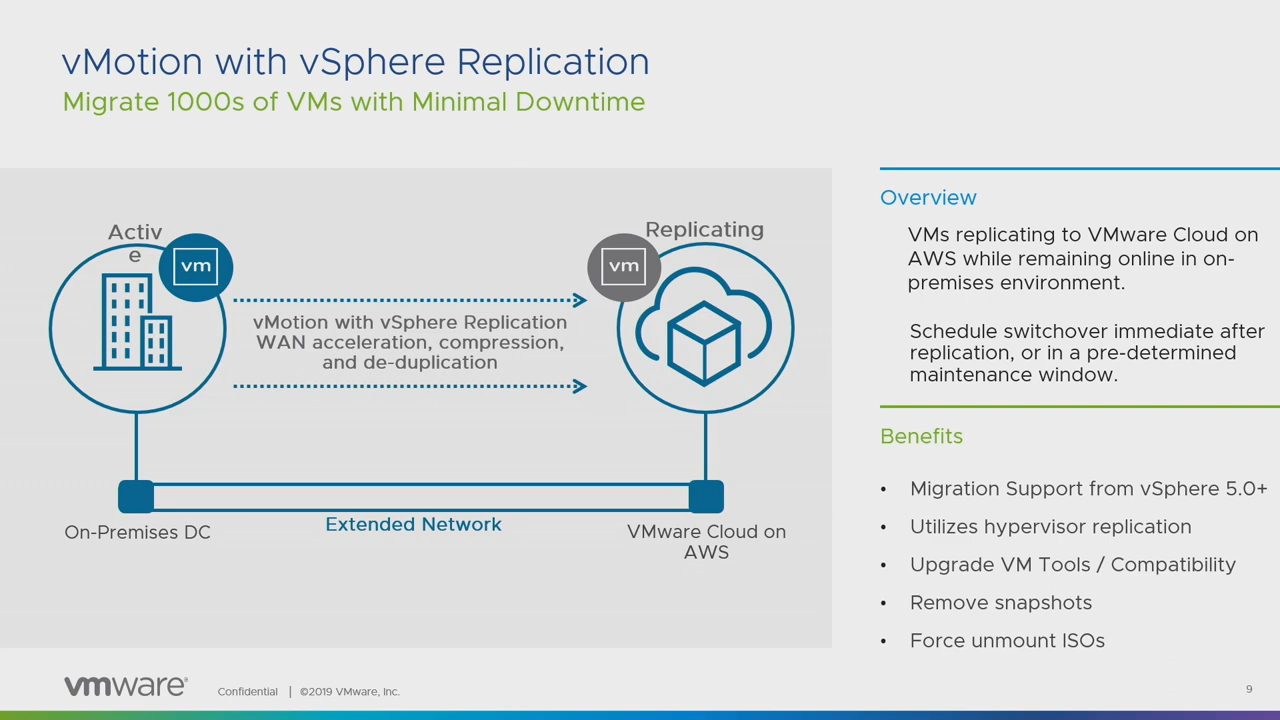 vMotion with vSphere Replication
Migrate 1000s of VMs with Minimal Downtime
Activ
e
vm
vm
Replicating
vMotion with vSphere Replication
WAN acceleration, compression,
and de-duplication
Extended Network
On-Premises DC
VMware Cloud on
AWS
Overview
VMs replicating to VMware Cloud on
AWS while remaining online in on-
premises environment.
Schedule switchover immediate after
replication, or in a pre-determined
maintenance window.
Benefits
• Migration Support from vSphere 5.0+
• Utilizes hypervisor replication
• Upgrade VM Tools / Compatibility
• Remove snapshots
• Force unmount ISOs
vmware®
Confidential | ©2019 VMware, Inc.
9